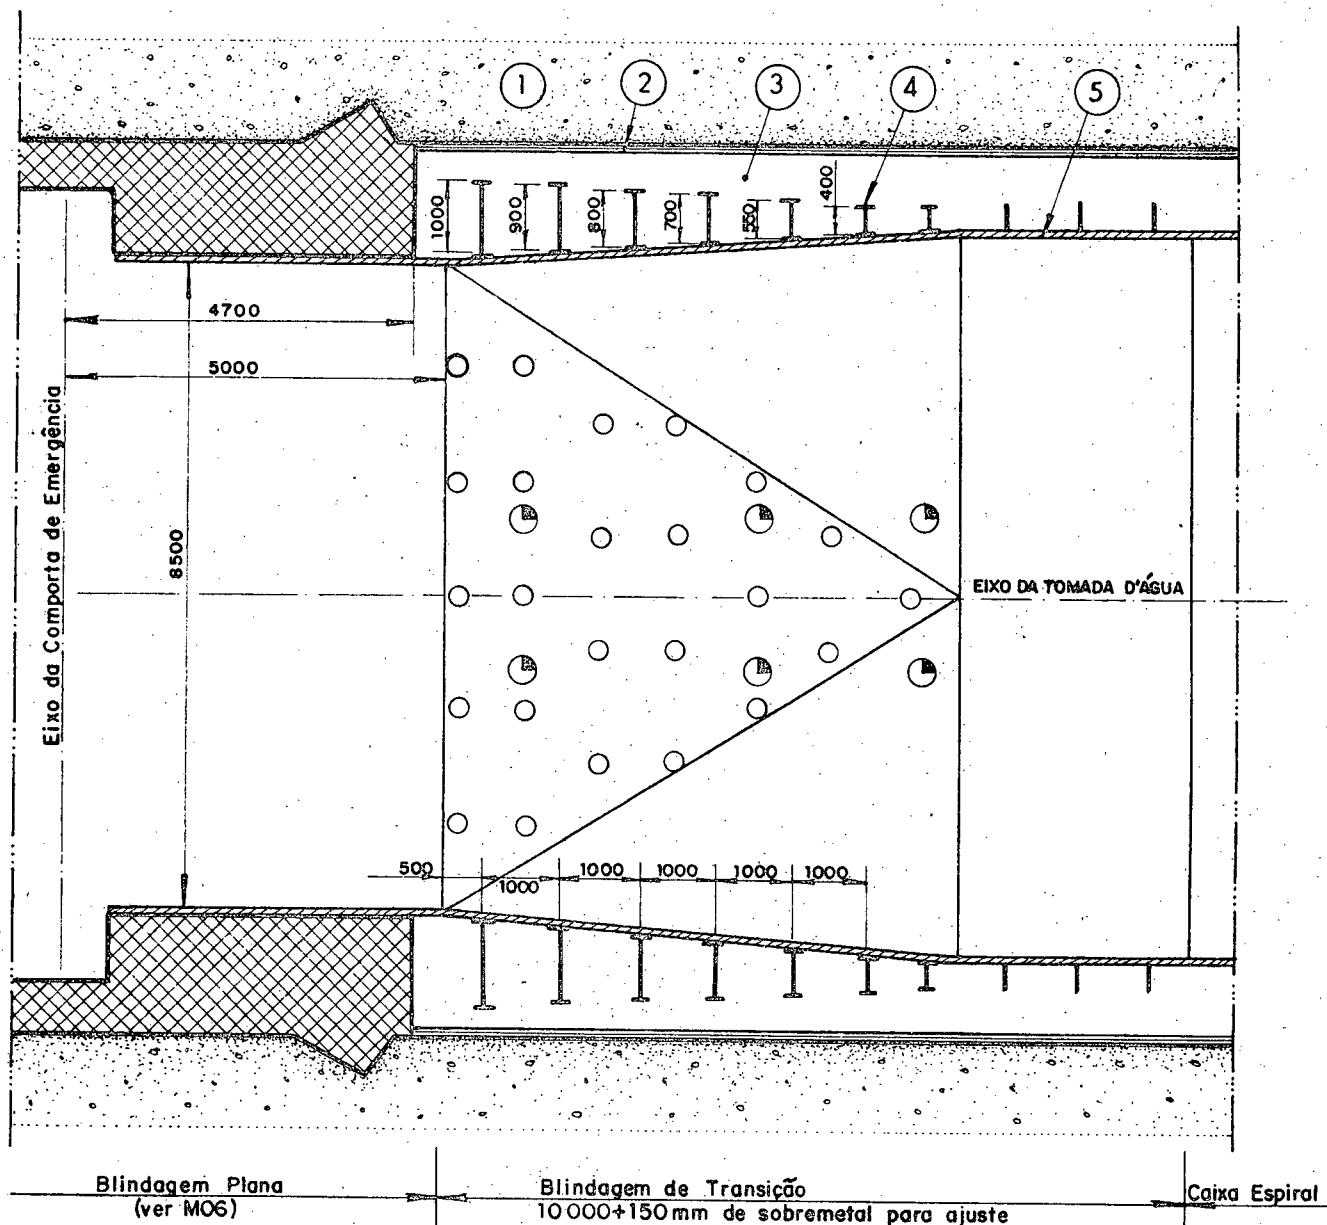 1
2
3
4
5
1000
900
800
700
550
400
4700
5000
Eixo da Comporta de Emergência
8500
EIXO DA TOMADA D'ÁGUA
500
1000
1000
1000
1000
1000
Blindagem Plana
(ver M06)
Blindagem de Transição
10 000+150mm de sobremetal para ajuste
Caixa Espiral